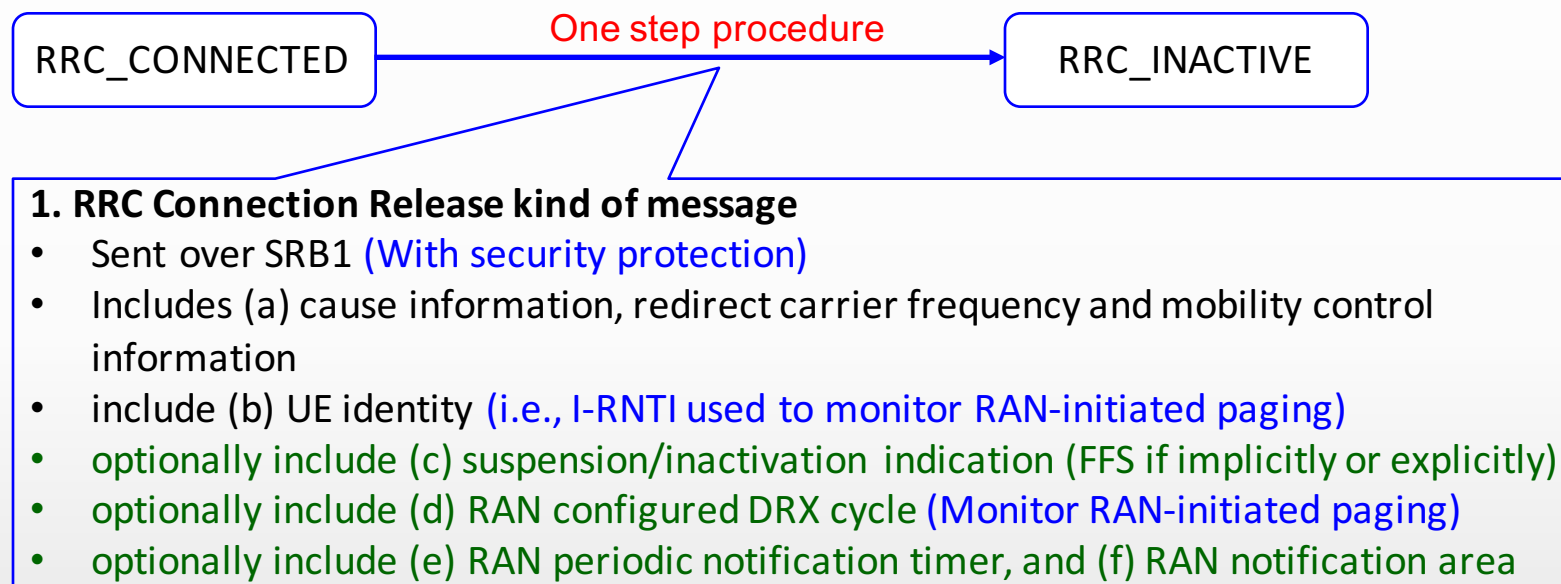 One step procedure
RRC_CONNECTED
RRC_INACTIVE
1. RRC Connection Release kind of message
• Sent over SRB1 (With security protection)
• Includes (a) cause information, redirect carrier frequency and mobility control
information
• include (b) UE identity (i.e., I-RNTI used to monitor RAN-initiated paging)
• optionally include (c) suspension/inactivation indication (FFS if implicitly or explicitly)
• optionally include (d) RAN configured DRX cycle (Monitor RAN-initiated paging)
• optionally include (e) RAN periodic notification timer, and (f) RAN notification area